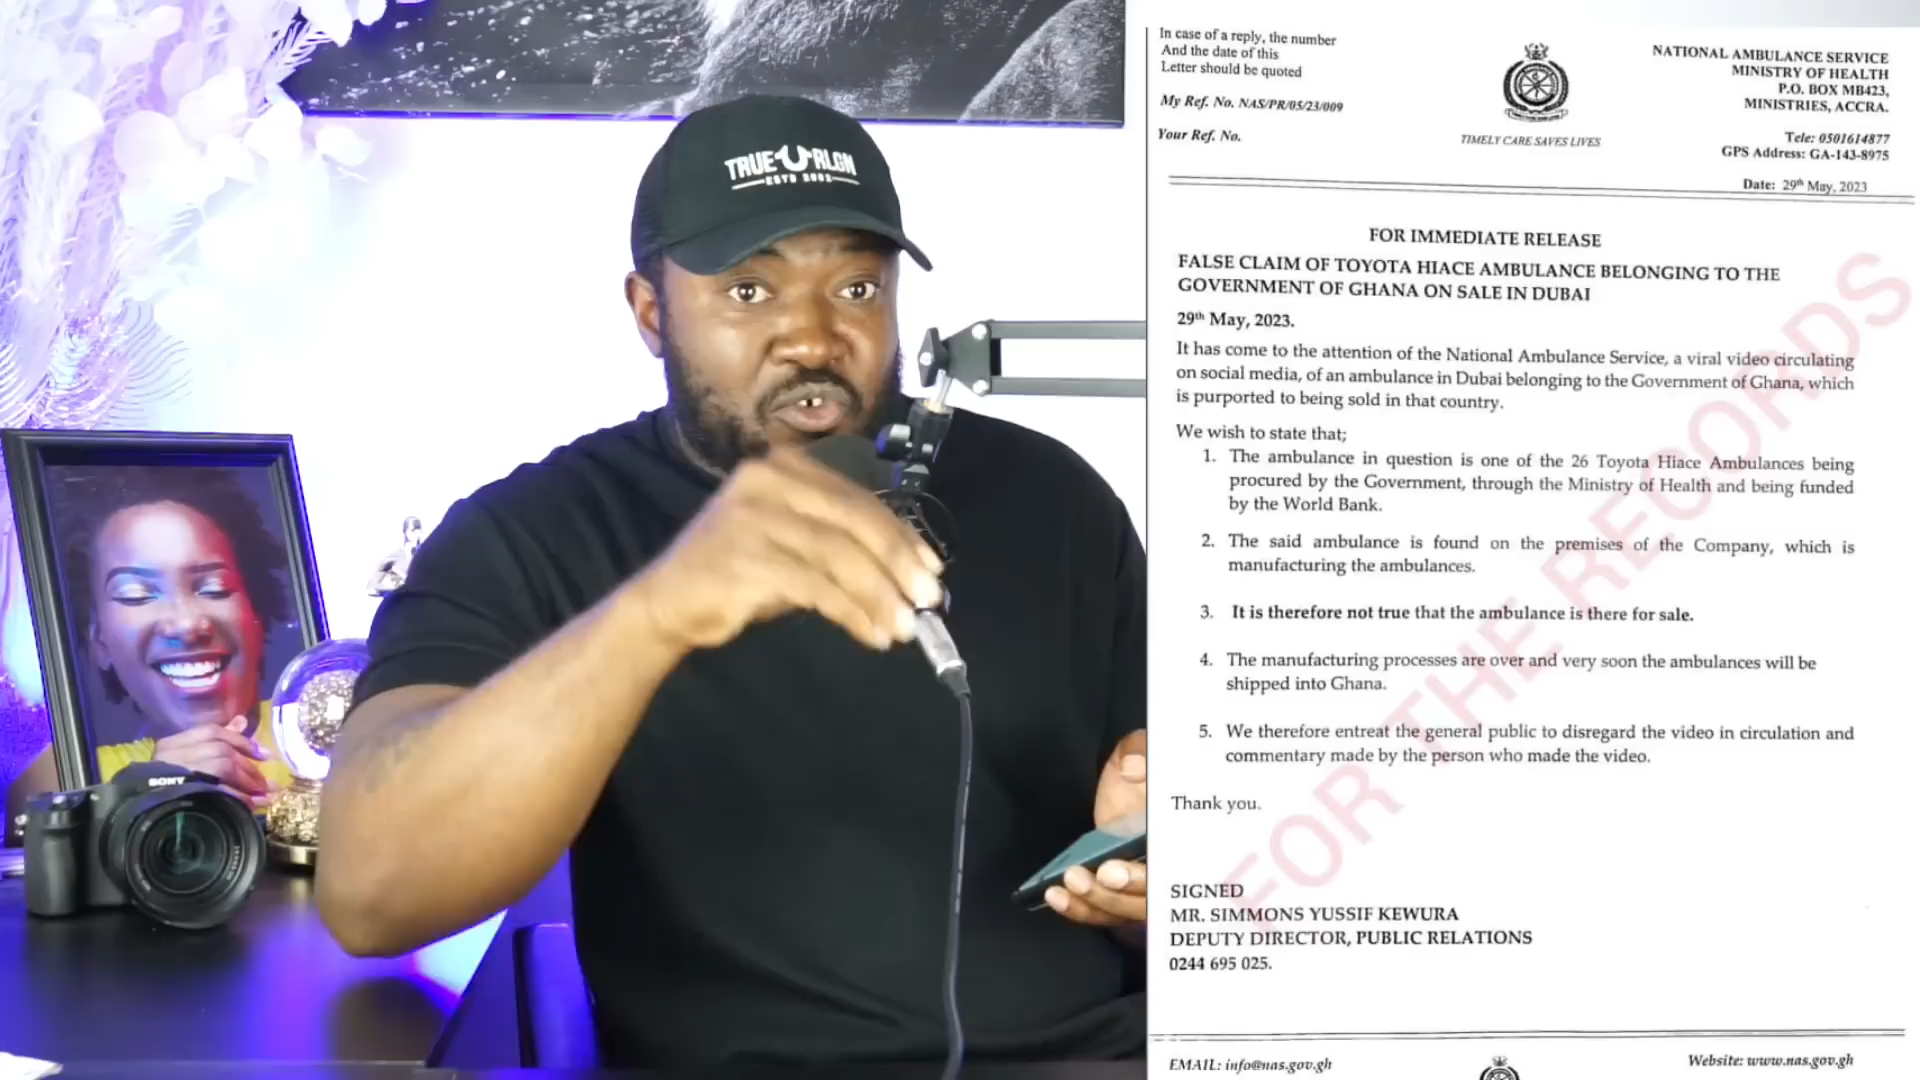 TRUE RLGN
ESTD 2002
SONY
In case of a reply, the number
And the date of this
Letter should be quoted
My Ref. No. NAS/PR/05/23/009
Your Ref. No.
TIMELY CARE SAVES LIVES
NATIONAL AMBULANCE SERVICE
MINISTRY OF HEALTH
P.O. BOX MB423,
MINISTRIES, ACCRA.
Tele: 0501614877
GPS Address: GA-143-8975
Date: 29th May, 2023
FOR IMMEDIATE RELEASE
FALSE CLAIM OF TOYOTA HIACE AMBULANCE BELONGING TO THE
GOVERNMENT OF GHANA ON SALE IN DUBAI
29th May, 2023.
It has come to the attention of the National Ambulance Service, a viral video circulating
on social media, of an ambulance in Dubai belonging to the Government of Ghana, which
is purported to being sold in that country.
We wish to state that;
1. The ambulance in question is one of the 26 Toyota Hiace Ambulances being
procured by the Government, through the Ministry of Health and being funded
by the World Bank.
2. The said ambulance is found on the premises of the Company, which is
manufacturing the ambulances.
3. It is therefore not true that the ambulance is there for sale.
4. The manufacturing processes are over and very soon the ambulances will be
shipped into Ghana.
5. We therefore entreat the general public to disregard the video in circulation and
commentary made by the person who made the video.
Thank you.
SIGNED
MR. SIMMONS YUSSIF KEWURA
DEPUTY DIRECTOR, PUBLIC RELATIONS
0244 695 025.
FOR THE RECORDS
EMAIL: info@nas.gov.gh
Website: www.nas.gov.gh